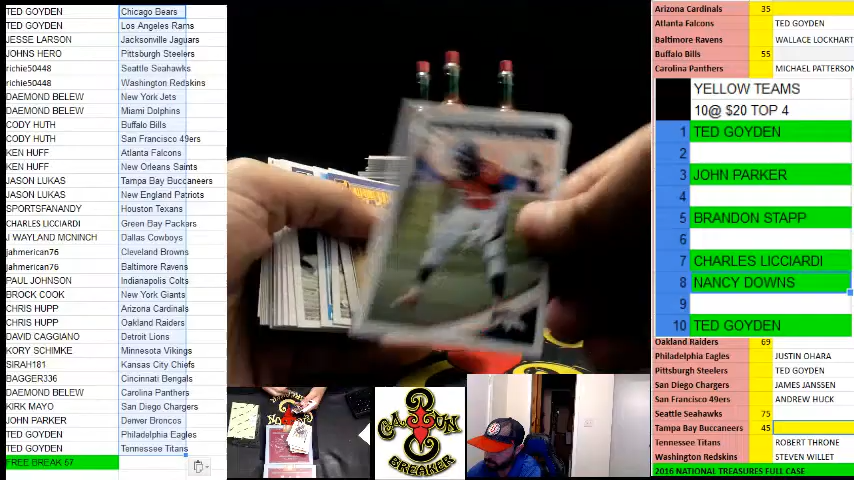 TED GOYDEN Chicago Bears
TED GOYDEN Los Angeles Rams
JESSE LARSON Jacksonville Jaguars
JOHNS HERO Pittsburgh Steelers
richie50448 Seattle Seahawks
richie50448 Washington Redskins
DAEMOND BELEW New York Jets
DAEMOND BELEW Miami Dolphins
CODY HUTH Buffalo Bills
CODY HUTH San Francisco 49ers
KEN HUFF Atlanta Falcons
KEN HUFF New Orleans Saints
JASON LUKAS Tampa Bay Buccaneers
JASON LUKAS New England Patriots
SPORTSFANANDY Houston Texans
CHARLES LICCIARDI Green Bay Packers
J WAYLAND MCNINCH Dallas Cowboys
jahmerican76 Cleveland Browns
jahmerican76 Baltimore Ravens
PAUL JOHNSON Indianapolis Colts
BROCK COOK New York Giants
CHRIS HUPP Arizona Cardinals
CHRIS HUPP Oakland Raiders
DAVID CAGGIANO Detroit Lions
KORY SCHIMKE Minnesota Vikings
SIRAH181 Kansas City Chiefs
BAGGER336 Cincinnati Bengals
DAEMOND BELEW Carolina Panthers
KIRK MAYO San Diego Chargers
JOHN PARKER Denver Broncos
TED GOYDEN Philadelphia Eagles
TED GOYDEN Tennessee Titans
FREE BREAK 57
CAJUN
BREAKER
Arizona Cardinals 35
Atlanta Falcons TED GOYDEN
Baltimore Ravens WALLACE LOCKHART
Buffalo Bills 55
Carolina Panthers MICHAEL PATTERSON
YELLOW TEAMS
10@ $20 TOP 4
1 TED GOYDEN
2
3 JOHN PARKER
4
5 BRANDON STAPP
6
7 CHARLES LICCIARDI
8 NANCY DOWNS
9
10 TED GOYDEN
Oakland Raiders 69
Philadelphia Eagles JUSTIN OHARA
Pittsburgh Steelers TED GOYDEN
San Diego Chargers JAMES JANSSEN
San Francisco 49ers ANDREW HUCK
Seattle Seahawks 75
Tampa Bay Buccaneers 45
Tennessee Titans ROBERT THRONE
Washington Redskins STEVEN WILLET
2016 NATIONAL TREASURES FULL CASE